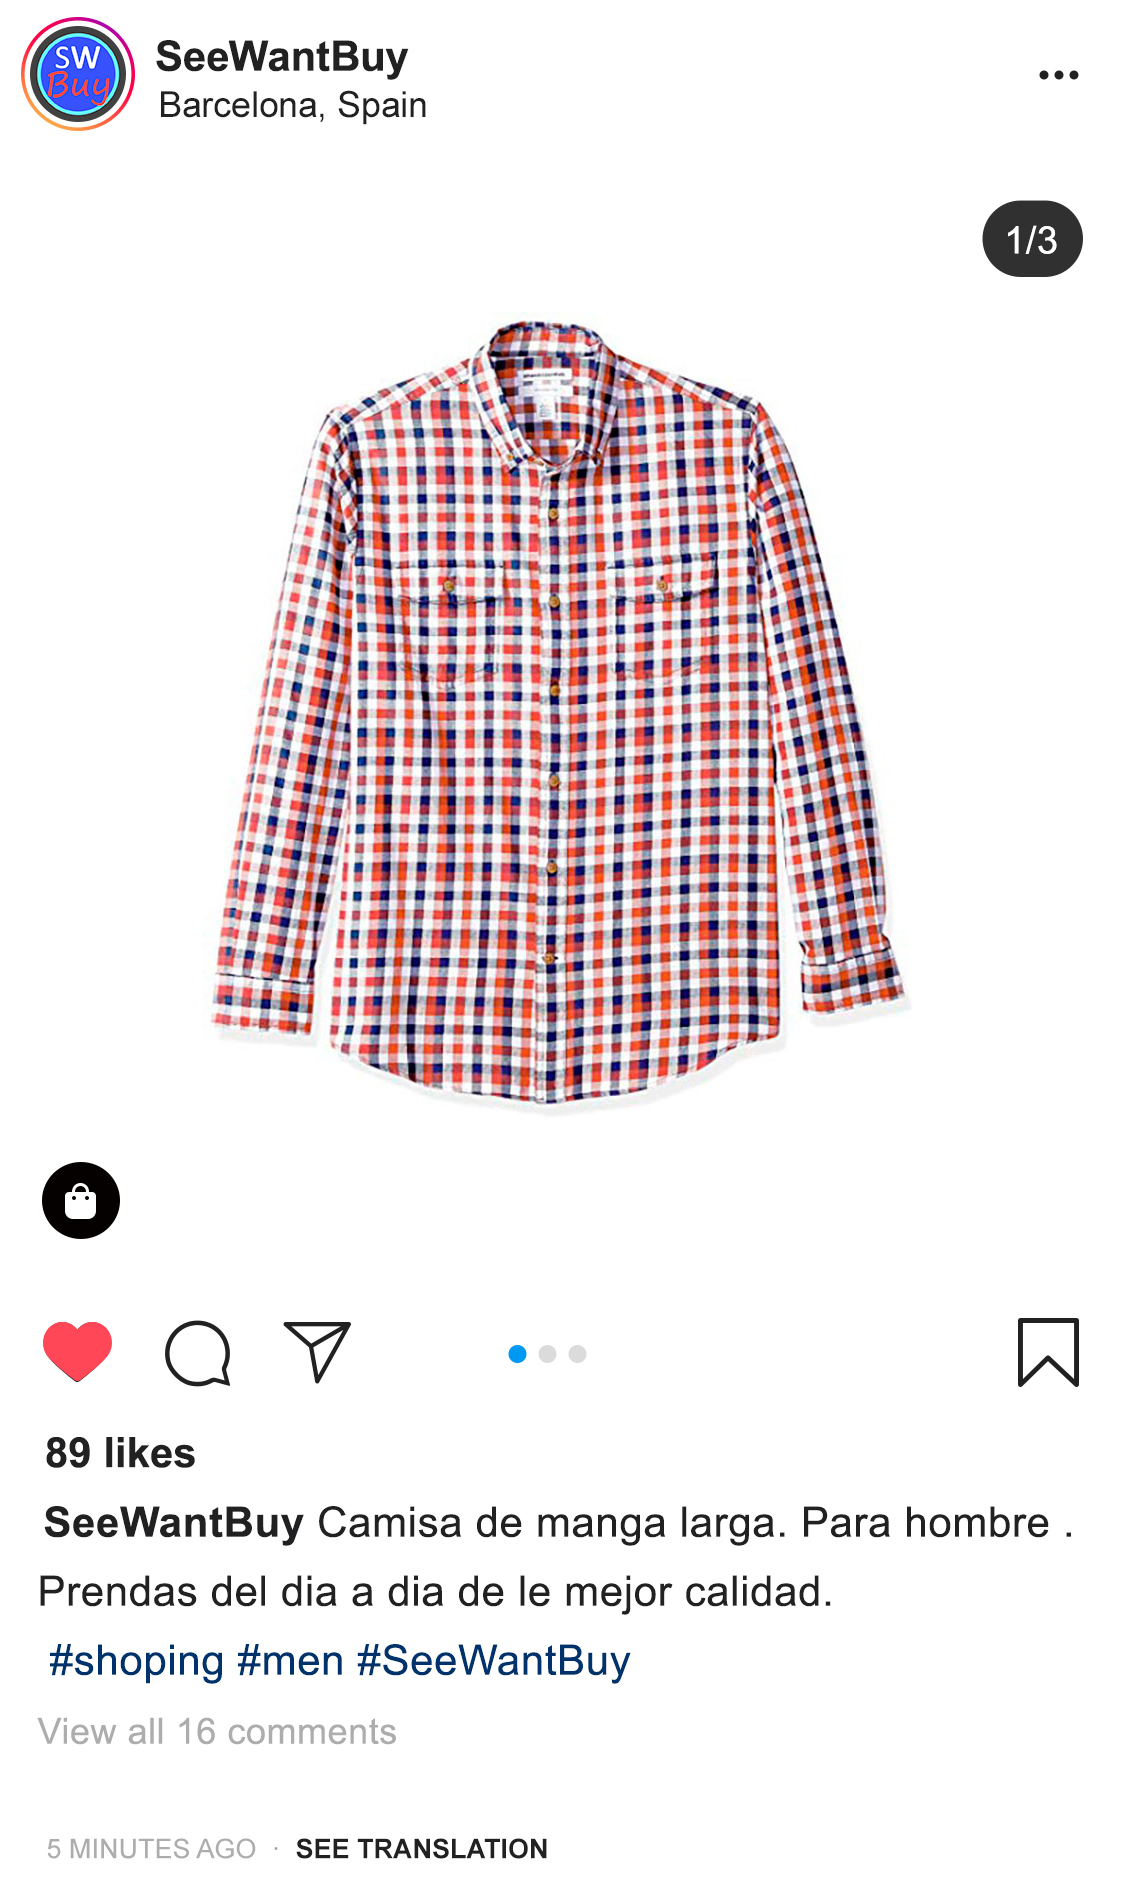 SW
Buy
SeeWantBuy
Barcelona, Spain
1/3
89 likes
SeeWantBuy Camisa de manga larga. Para hombre .
Prendas del dia a dia de le mejor calidad.
#shoping #men #SeeWantBuy
View all 16 comments
5 MINUTES AGO · SEE TRANSLATION